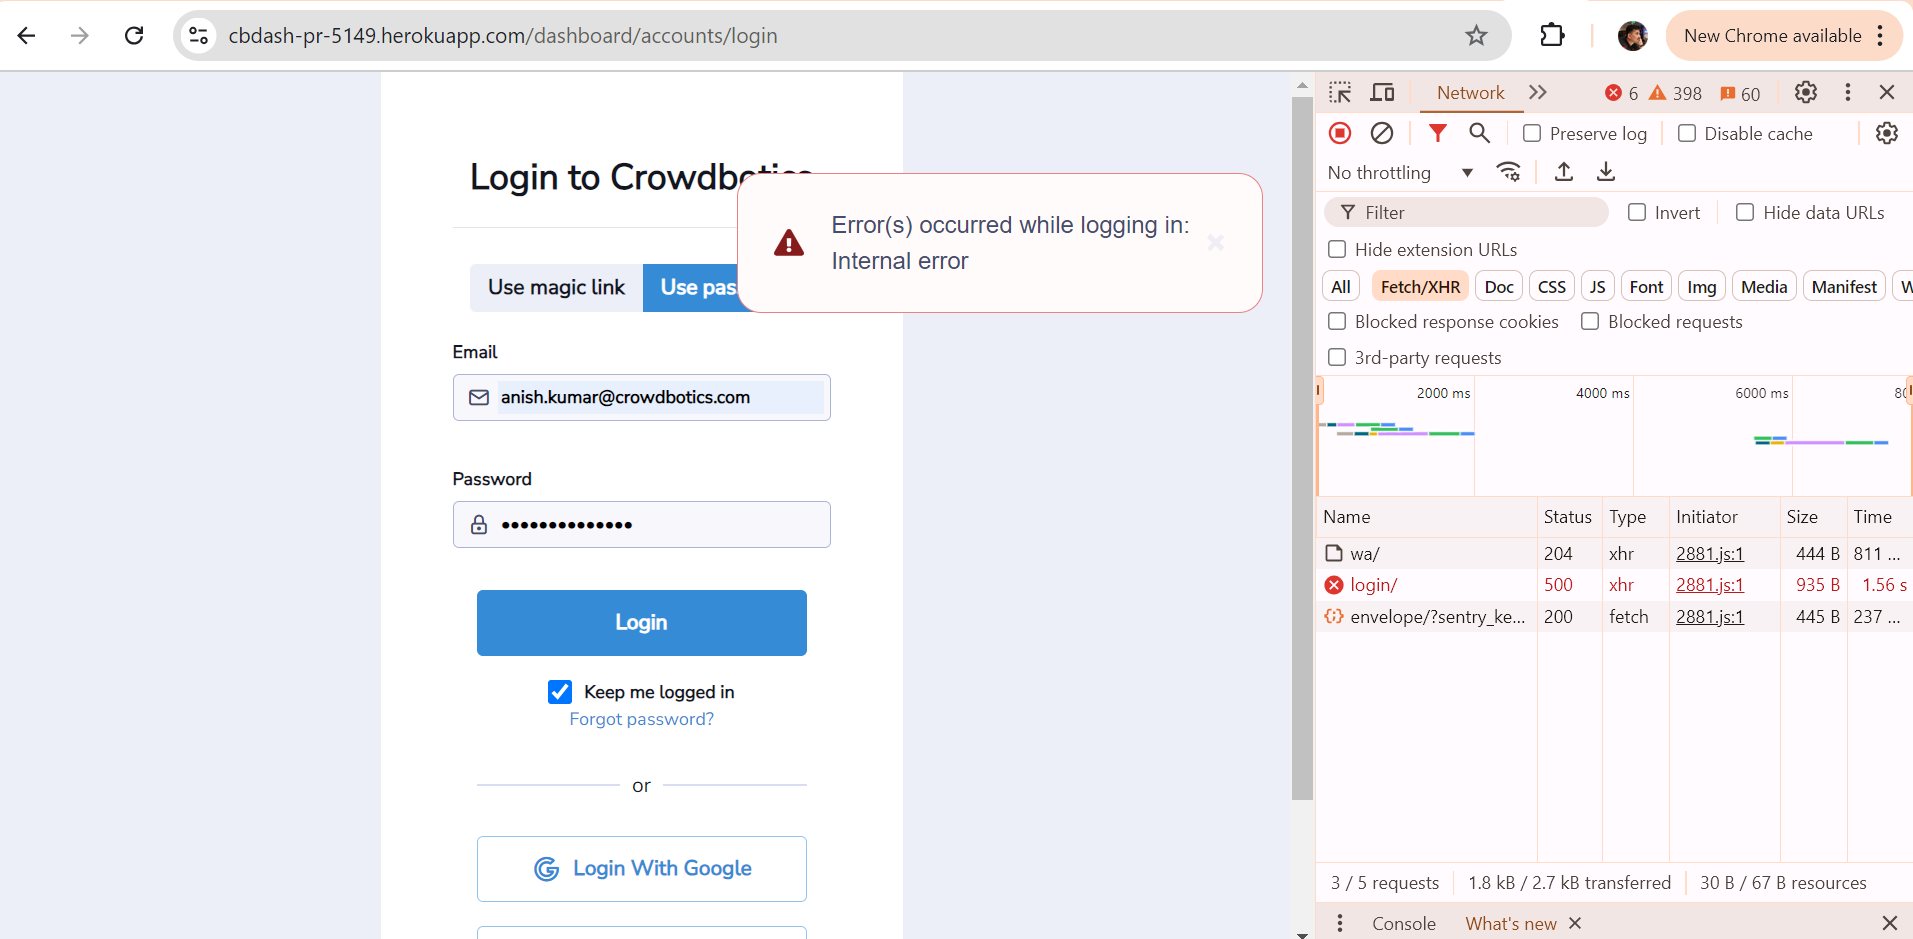 cbdash-pr-5149.herokuapp.com/dashboard/accounts/login
New Chrome available
Login to Crowdbotics
Error(s) occurred while logging in:
Internal error
Use magic link
Use pas
Email
anish.kumar@crowdbotics.com
Password
••••••••••••••
Login
Keep me logged in
Forgot password?
or
Login With Google
Network
6
398
60
Preserve log
Disable cache
No throttling
Filter
Invert
Hide data URLs
Hide extension URLs
All Fetch/XHR Doc CSS JS Font Img Media Manifest W
Blocked response cookies
Blocked requests
3rd-party requests
2000 ms 4000 ms 6000 ms 80
Name Status Type Initiator Size Time
wa/ 204 xhr 2881.js:1 444 B 811 ...
login/ 500 xhr 2881.js:1 935 B 1.56 s
envelope/?sentry_ke... 200 fetch 2881.js:1 445 B 237 ...
3 / 5 requests 1.8 kB / 2.7 kB transferred 30 B / 67 B resources
Console
What's new